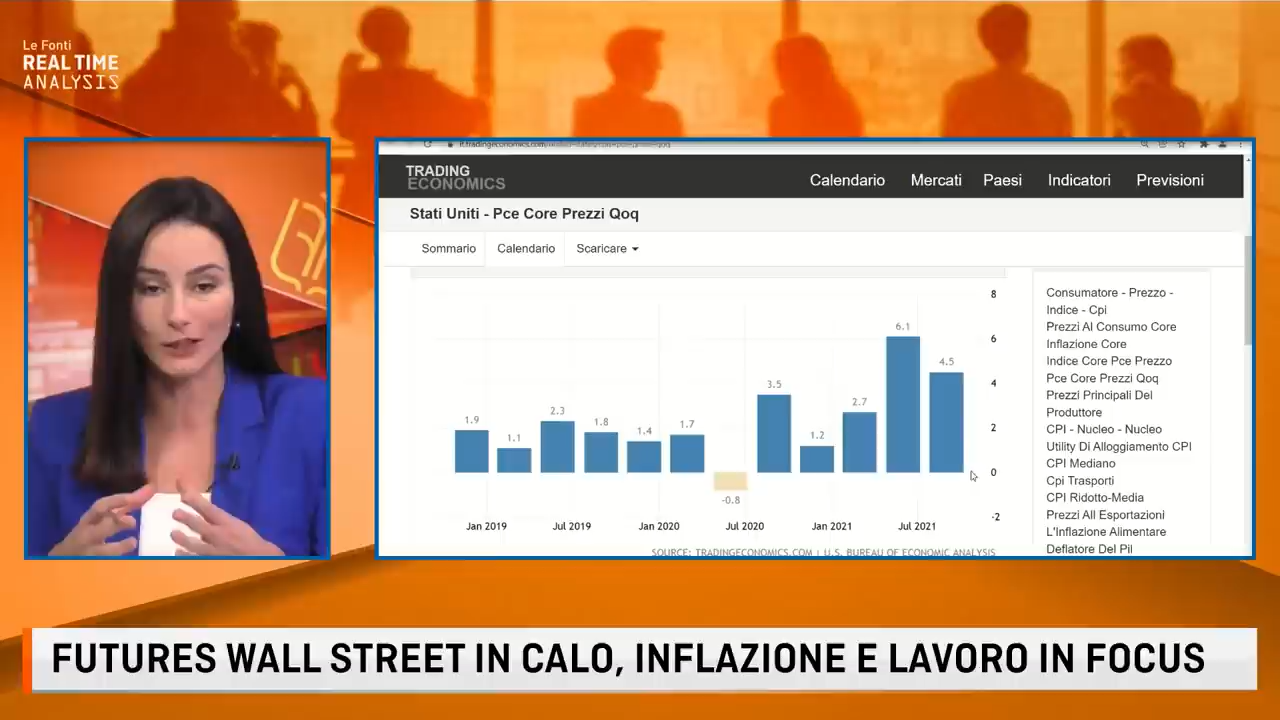 Le Fonti
REAL TIME
ANALYSIS
TRADING
ECONOMICS
Calendario Mercati Paesi Indicatori Previsioni
Stati Uniti - Pce Core Prezzi Qoq
Sommario Calendario Scaricare
8
6
4
2
0
-2
1.9
1.1
2.3
1.8
1.4
1.7
-0.8
3.5
1.2
2.7
6.1
4.5
Jan 2019 Jul 2019 Jan 2020 Jul 2020 Jan 2021 Jul 2021
SOURCE: TRADINGECONOMICS.COM | U.S. BUREAU OF ECONOMIC ANALYSIS
Consumatore - Prezzo -
Indice - Cpi
Prezzi Al Consumo Core
Inflazione Core
Indice Core Pce Prezzo
Pce Core Prezzi Qoq
Prezzi Principali Del
Produttore
CPI - Nucleo - Nucleo
Utility Di Alloggiamento CPI
CPI Mediano
Cpi Trasporti
CPI Ridotto-Media
Prezzi All Esportazioni
L'Inflazione Alimentare
Deflatore Del Pil
FUTURES WALL STREET IN CALO, INFLAZIONE E LAVORO IN FOCUS